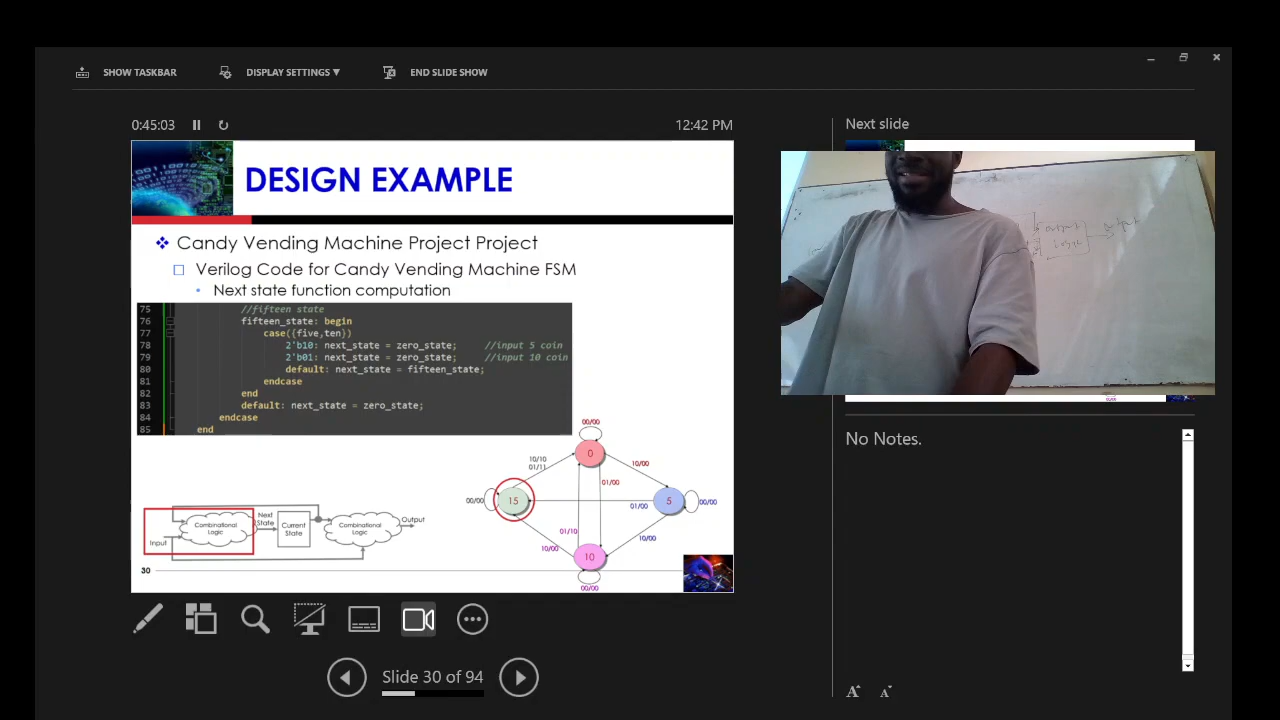 SHOW TASKBAR
DISPLAY SETTINGS ▼
END SLIDE SHOW
0:45:03
12:42 PM
DESIGN EXAMPLE
❖ Candy Vending Machine Project Project
□ Verilog Code for Candy Vending Machine FSM
• Next state function computation
75 //fifteen state
76 fifteen_state: begin
77 case({five,ten})
78 2'b10: next_state = zero_state; //input 5 coin
79 2'b01: next_state = zero_state; //input 10 coin
80 default: next_state = fifteen_state;
81 endcase
82 end
83 default: next_state = zero_state;
84 endcase
85 end
00/00
0
10/10
01/11
10/00
01/00
00/00
15
5
00/00
01/00
01/10
10/00
10/00
10
00/00
Input
Combinational
Logic
Next
State
Current
State
Combinational
Logic
Output
30
Slide 30 of 94
Next slide
No Notes.
A
A